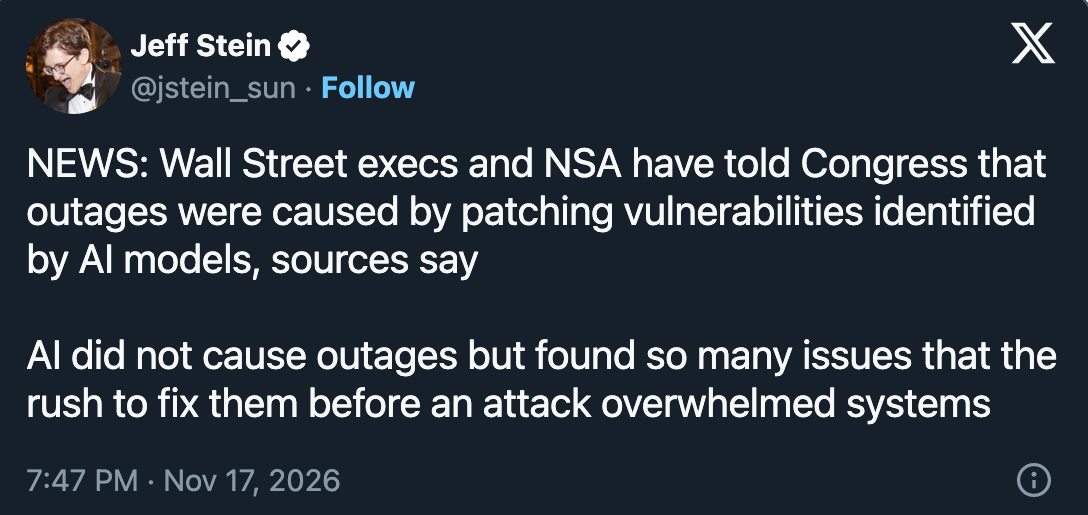 Jeff Stein
@jstein_sun · Follow
NEWS: Wall Street execs and NSA have told Congress that
outages were caused by patching vulnerabilities identified
by AI models, sources say
AI did not cause outages but found so many issues that the
rush to fix them before an attack overwhelmed systems
7:47 PM · Nov 17, 2026